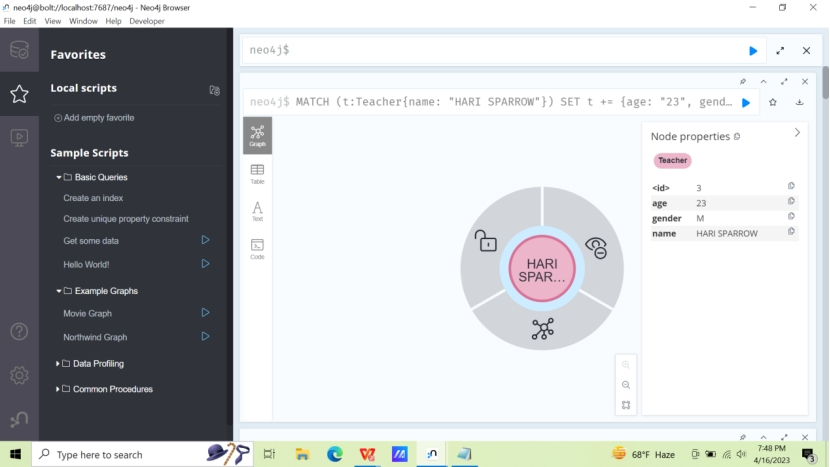 neo4j@bolt://localhost:7687/neo4j - Neo4j Browser
File Edit View Window Help Developer
Favorites
Local scripts
Add empty favorite
Sample Scripts
Basic Queries
Create an index
Create unique property constraint
Get some data
Hello World!
Example Graphs
Movie Graph
Northwind Graph
Data Profiling
Common Procedures
neo4j$
neo4j$ MATCH (t:Teacher{name: "HARI SPARROW"}) SET t += {age: "23", gend…
Graph
Table
Text
Code
HARI
SPAR…
Node properties
Teacher
<id> 3
age 23
gender M
name HARI SPARROW
Type here to search
68°F Haze
7:48 PM
4/16/2023
3